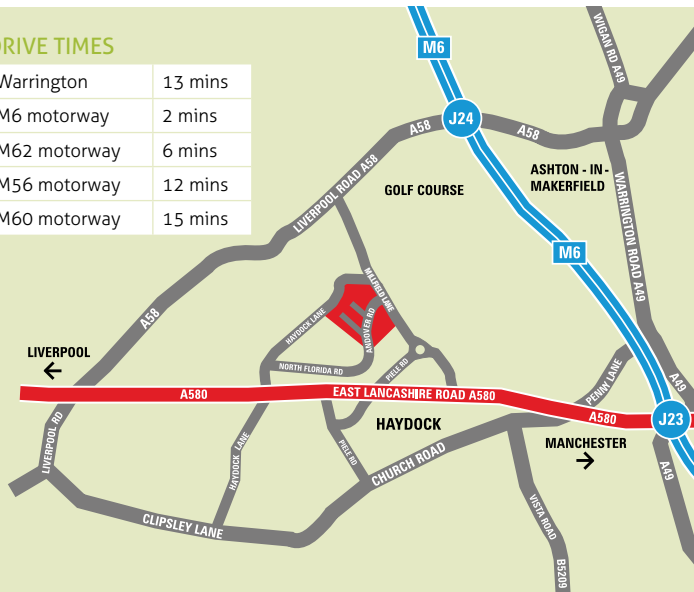 DRIVE TIMES
Warrington 13 mins
M6 motorway 2 mins
M62 motorway 6 mins
M56 motorway 12 mins
M60 motorway 15 mins
M6
WIGAN RD A49
J24
A58
A58
LIVERPOOL ROAD A58
GOLF COURSE
ASHTON - IN-
MAKERFIELD
WARRINGTON ROAD A49
M6
MILLFIELD LANE
A58
HAYDOCK LANE
ANDOVER RD
LIVERPOOL
←
NORTH FLORIDA RD
PIELE RD
PENNY LANE
A49
A580
EAST LANCASHIRE ROAD A580
A580
J23
HAYDOCK
MANCHESTER
→
LIVERPOOL RD
HAYDOCK LANE
PIELE RD
CHURCH ROAD
A49
CLIPSLEY LANE
VISTA ROAD
B5209